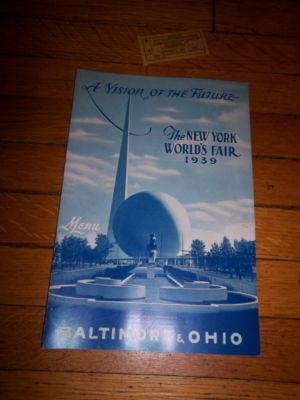 A VISION OF THE FUTURE
The NEW YORK
WORLD'S FAIR
1939
Menu
BALTIMORE & OHIO